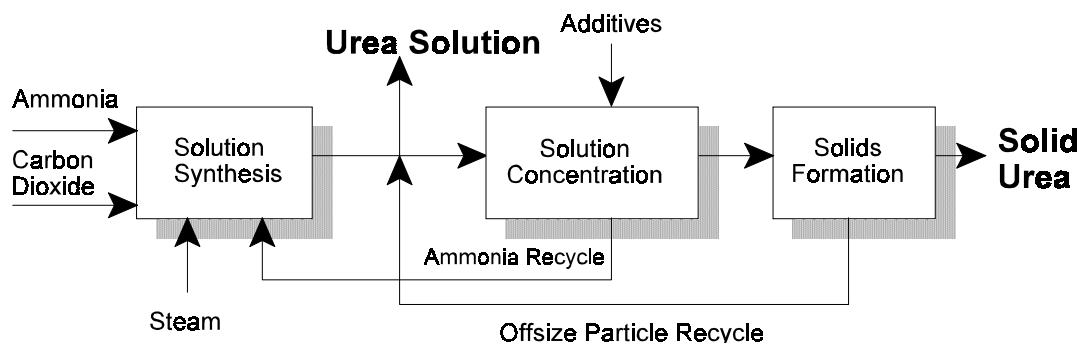 Urea Solution
Additives
Ammonia
Carbon
Dioxide
Solution
Synthesis
Solution
Concentration
Solids
Formation
Solid
Urea
Ammonia Recycle
Steam
Offsize Particle Recycle